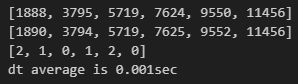 [1888, 3795, 5719, 7624, 9550, 11456]
[1890, 3794, 5719, 7625, 9552, 11456]
[2, 1, 0, 1, 2, 0]
dt average is 0.001sec